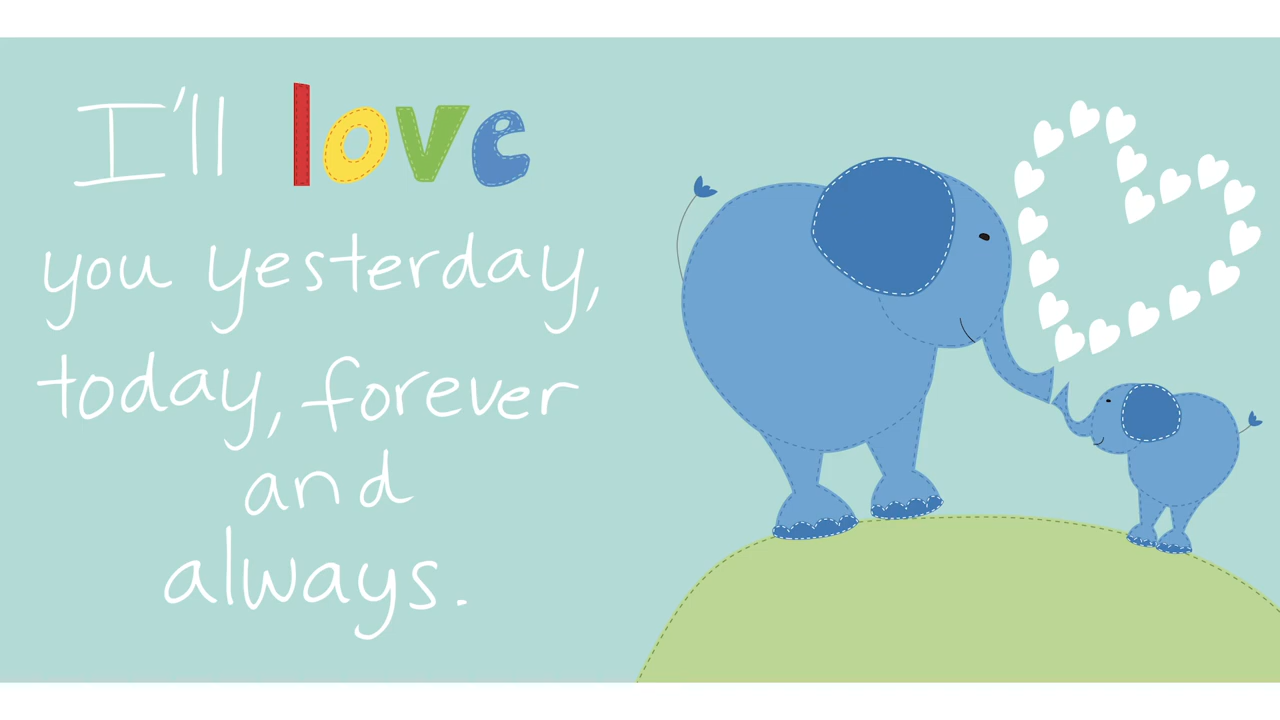 I'll love
you yesterday,
today, forever
and
always.